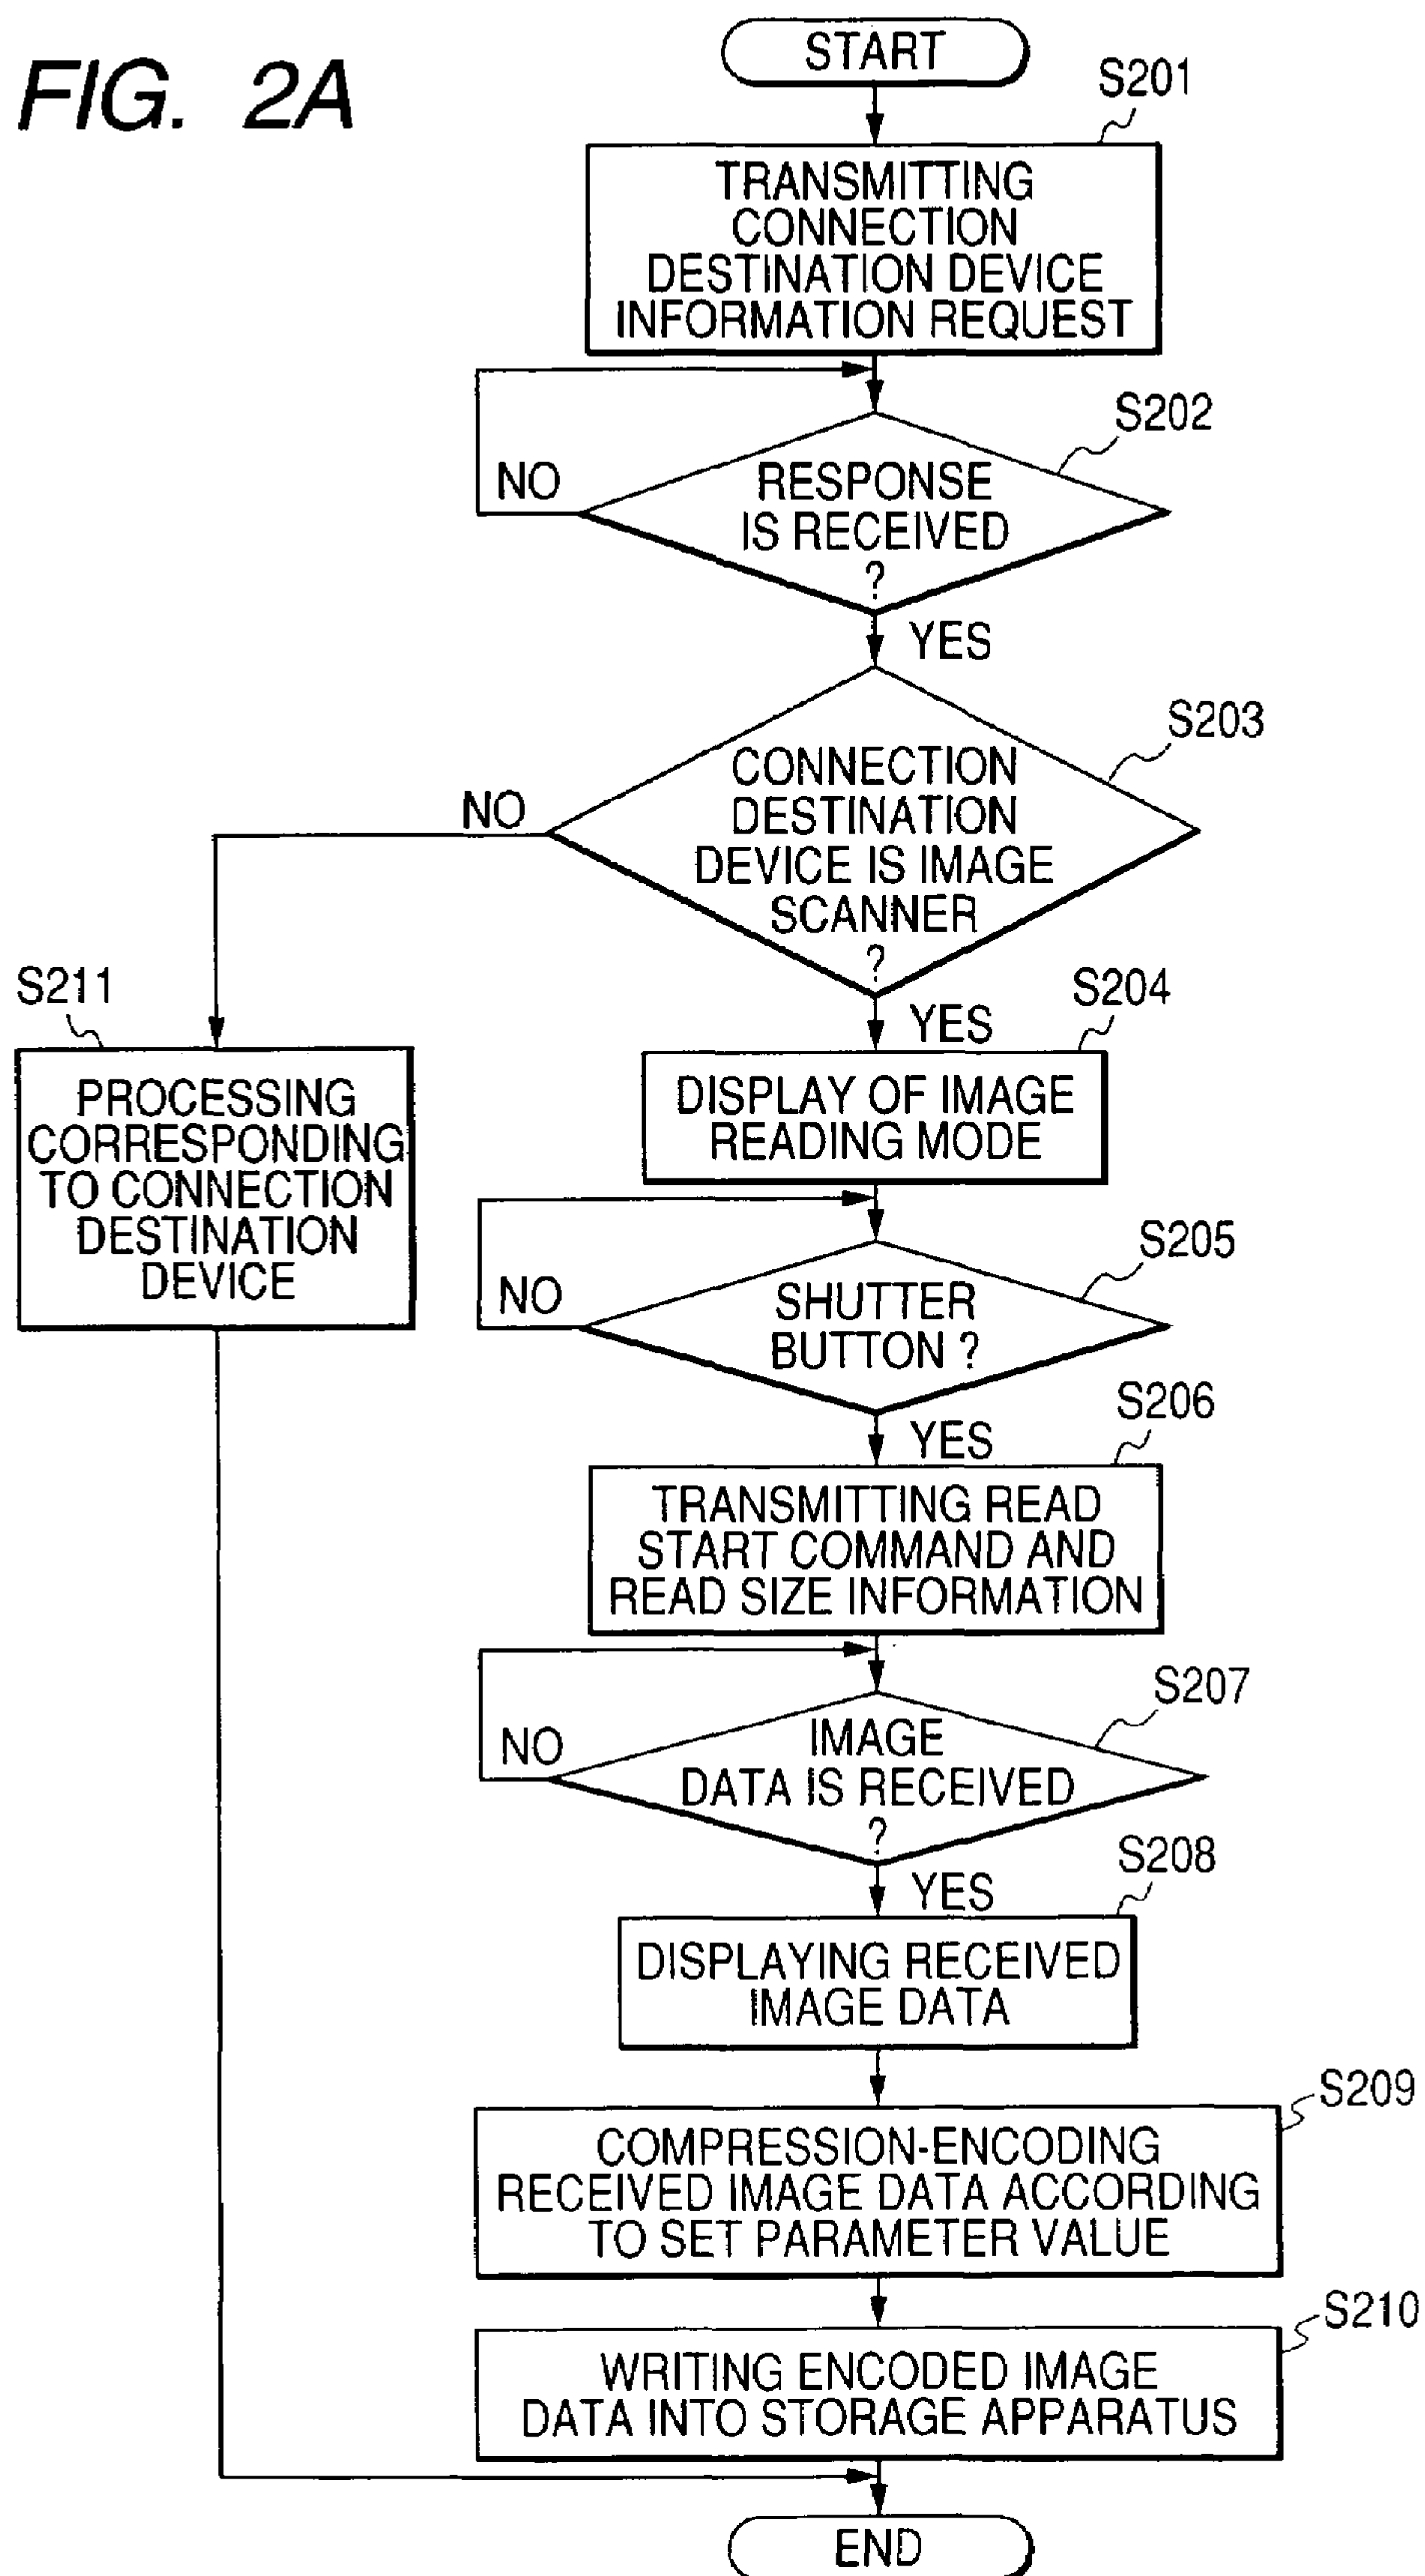 FIG. 2A
START
S201
TRANSMITTING
CONNECTION
DESTINATION DEVICE
INFORMATION REQUEST
S202
NO
RESPONSE
IS RECEIVED
?
YES
S203
NO
CONNECTION
DESTINATION
DEVICE IS IMAGE
SCANNER
?
YES
S211
PROCESSING
CORRESPONDING
TO CONNECTION
DESTINATION
DEVICE
S204
DISPLAY OF IMAGE
READING MODE
S205
NO
SHUTTER
BUTTON ?
YES
S206
TRANSMITTING READ
START COMMAND AND
READ SIZE INFORMATION
S207
NO
IMAGE
DATA IS RECEIVED
?
YES
S208
DISPLAYING RECEIVED
IMAGE DATA
S209
COMPRESSION-ENCODING
RECEIVED IMAGE DATA ACCORDING
TO SET PARAMETER VALUE
S210
WRITING ENCODED IMAGE
DATA INTO STORAGE APPARATUS
END